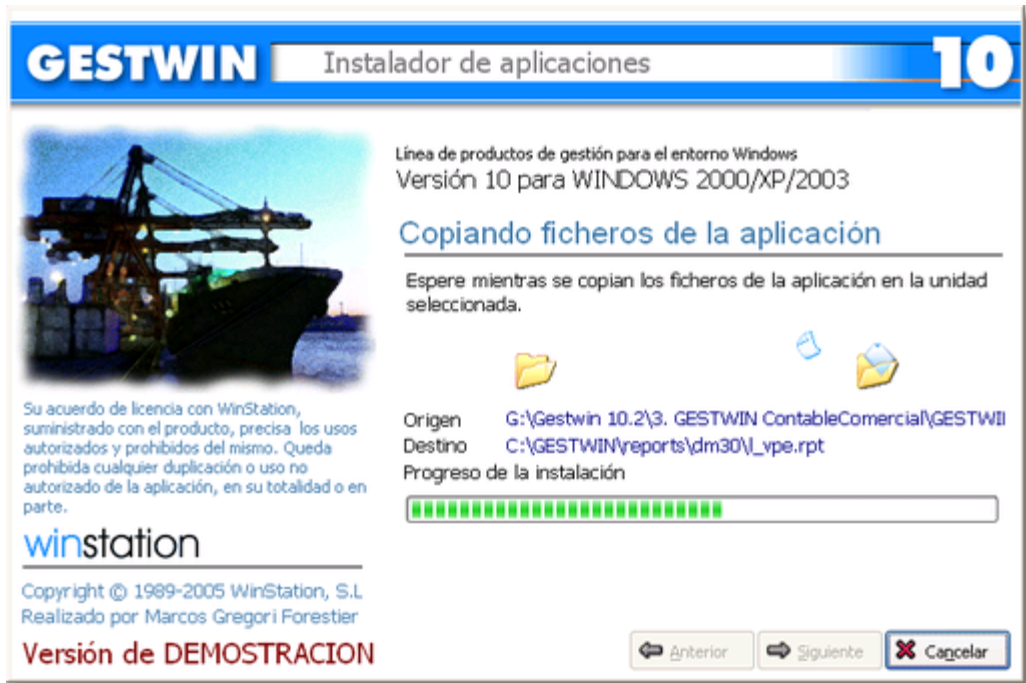 GESTWIN
Instalador de aplicaciones
10
Línea de productos de gestión para el entorno Windows
Versión 10 para WINDOWS 2000/XP/2003
Copiando ficheros de la aplicación
Espere mientras se copian los ficheros de la aplicación en la unidad
seleccionada.
Origen G:\Gestwin 10.2\3. GESTWIN ContableComercial\GESTWI
Destino C:\GESTWIN\reports\dm30\l_vpe.rpt
Progreso de la instalación
Su acuerdo de licencia con WinStation,
suministrado con el producto, precisa los usos
autorizados y prohibidos del mismo. Queda
prohibida cualquier duplicación o uso no
autorizado de la aplicación, en su totalidad o en
parte.
winstation
Copyright © 1989-2005 WinStation, S.L
Realizado por Marcos Gregori Forestier
Versión de DEMOSTRACION
Anterior
Siguiente
Cancelar